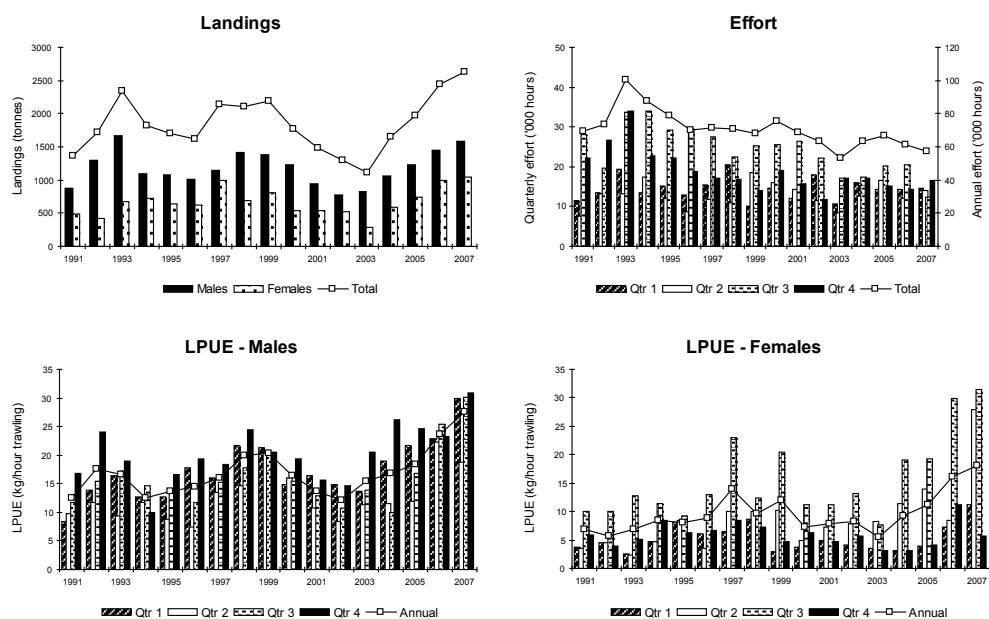 Landings
Landings (tonnes)
3000
2500
2000
1500
1000
500
0
1991 1993 1995 1997 1999 2001 2003 2005 2007
Males Females Total
Effort
Quarterly effort ('000 hours)
50
40
30
20
10
0
Annual effort ('000 hours)
120
100
80
60
40
20
0
1991 1993 1995 1997 1999 2001 2003 2005 2007
Qtr 1 Qtr 2 Qtr 3 Qtr 4 Total
LPUE - Males
LPUE (kg/hour trawling)
35
30
25
20
15
10
5
0
1991 1993 1995 1997 1999 2001 2003 2005 2007
Qtr 1 Qtr 2 Qtr 3 Qtr 4 Annual
LPUE - Females
LPUE (kg/hour trawling)
35
30
25
20
15
10
5
0
1991 1993 1995 1997 1999 2001 2003 2005 2007
Qtr 1 Qtr 2 Qtr 3 Qtr 4 Annual